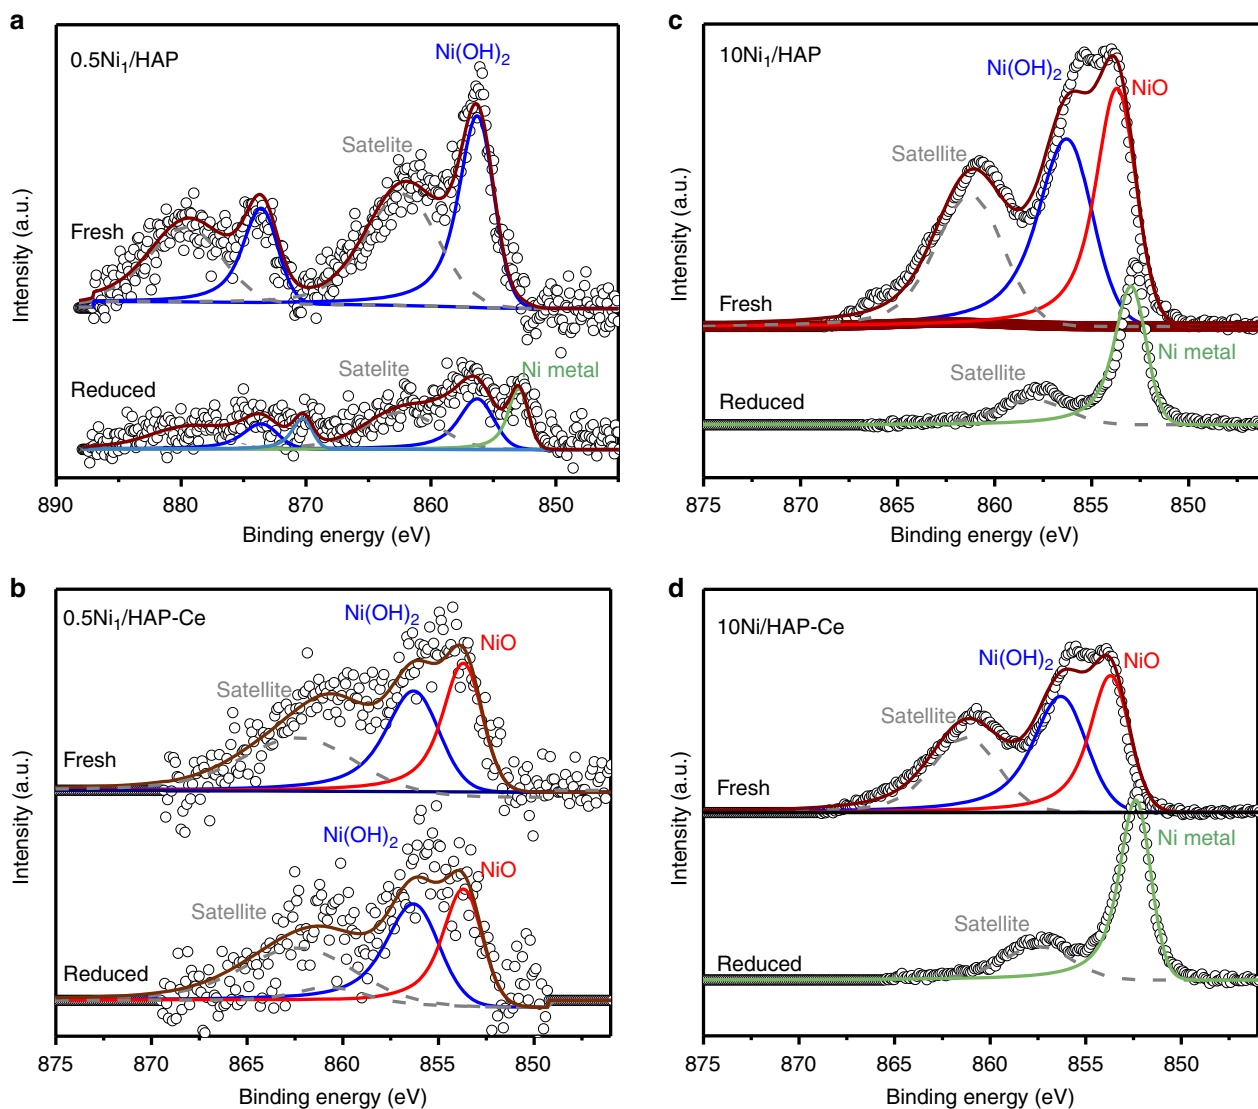 a
0.5Ni₁/HAP
Ni(OH)₂
Satelite
Fresh
Satelite
Ni metal
Reduced
Intensity (a.u.)
890 880 870 860 850
Binding energy (eV)
c
10Ni₁/HAP
Ni(OH)₂
NiO
Satellite
Fresh
Ni metal
Satellite
Reduced
Intensity (a.u.)
875 870 865 860 855 850
Binding energy (eV)
b
0.5Ni₁/HAP-Ce
Ni(OH)₂
NiO
Satellite
Fresh
Ni(OH)₂
NiO
Satellite
Reduced
Intensity (a.u.)
875 870 865 860 855 850
Binding energy (eV)
d
10Ni/HAP-Ce
Ni(OH)₂
NiO
Satellite
Fresh
Ni metal
Satellite
Reduced
Intensity (a.u.)
875 870 865 860 855 850
Binding energy (eV)